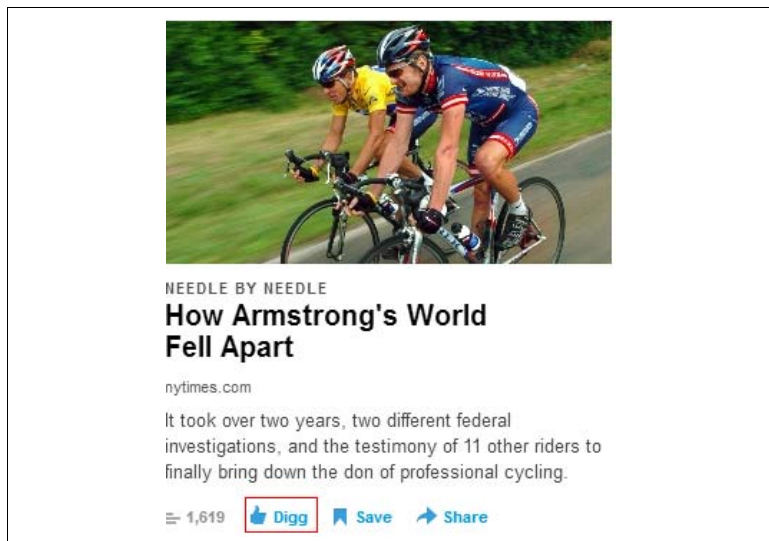 NEEDLE BY NEEDLE
How Armstrong's World
Fell Apart
nytimes.com
It took over two years, two different federal
investigations, and the testimony of 11 other riders to
finally bring down the don of professional cycling.
1,619 Digg Save Share